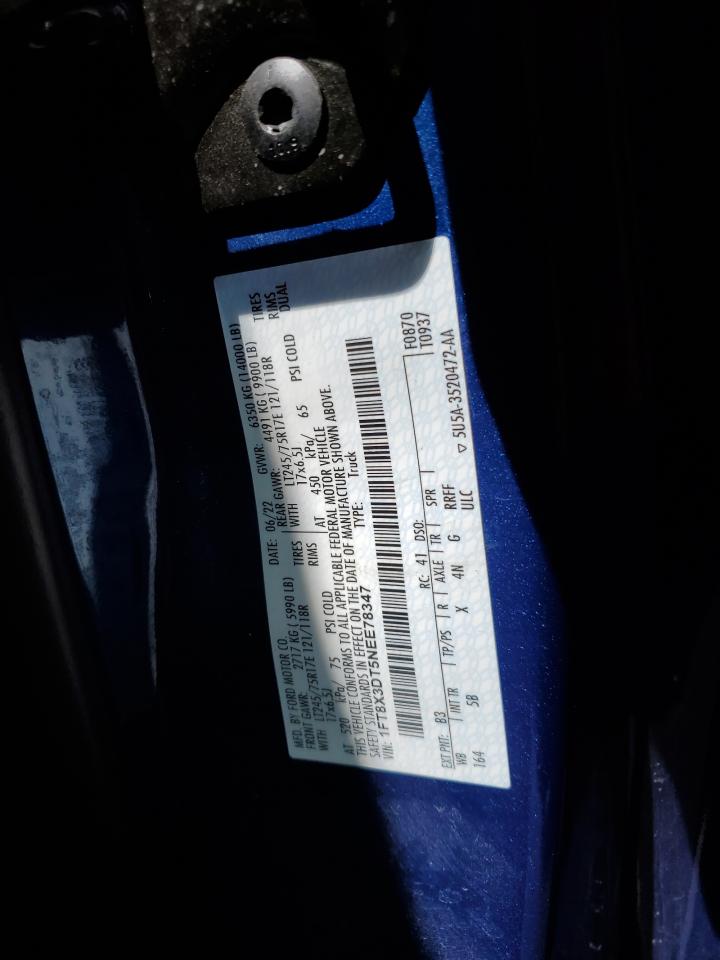 MFD. BY FORD MOTOR CO. DATE: 06/22 GVWR: 6350 KG (14000 LB)
FRONT GAWR: 2717 KG ( 5990 LB) REAR GAWR: 4491 KG ( 9900 LB)
WITH LT245/75R17E 121/118R TIRES WITH LT245/75R17E 121/118R TIRES
17x6.5J RIMS 17x6.5J RIMS
AT 520 kPa/ 75 PSI COLD AT 450 kPa/ 65 PSI COLD DUAL
THIS VEHICLE CONFORMS TO ALL APPLICABLE FEDERAL MOTOR VEHICLE
SAFETY STANDARDS IN EFFECT ON THE DATE OF MANUFACTURE SHOWN ABOVE.
VIN: 1FT8X3DT5NEE78347 TYPE: Truck
F0870
T0937
EXT PNT: B3 RC: 41 DSO:
WB INT TR TP/PS R AXLE TR SPR
164 5B X 4N G RRFF
ULC
▽ 5U5A-3520472-AA